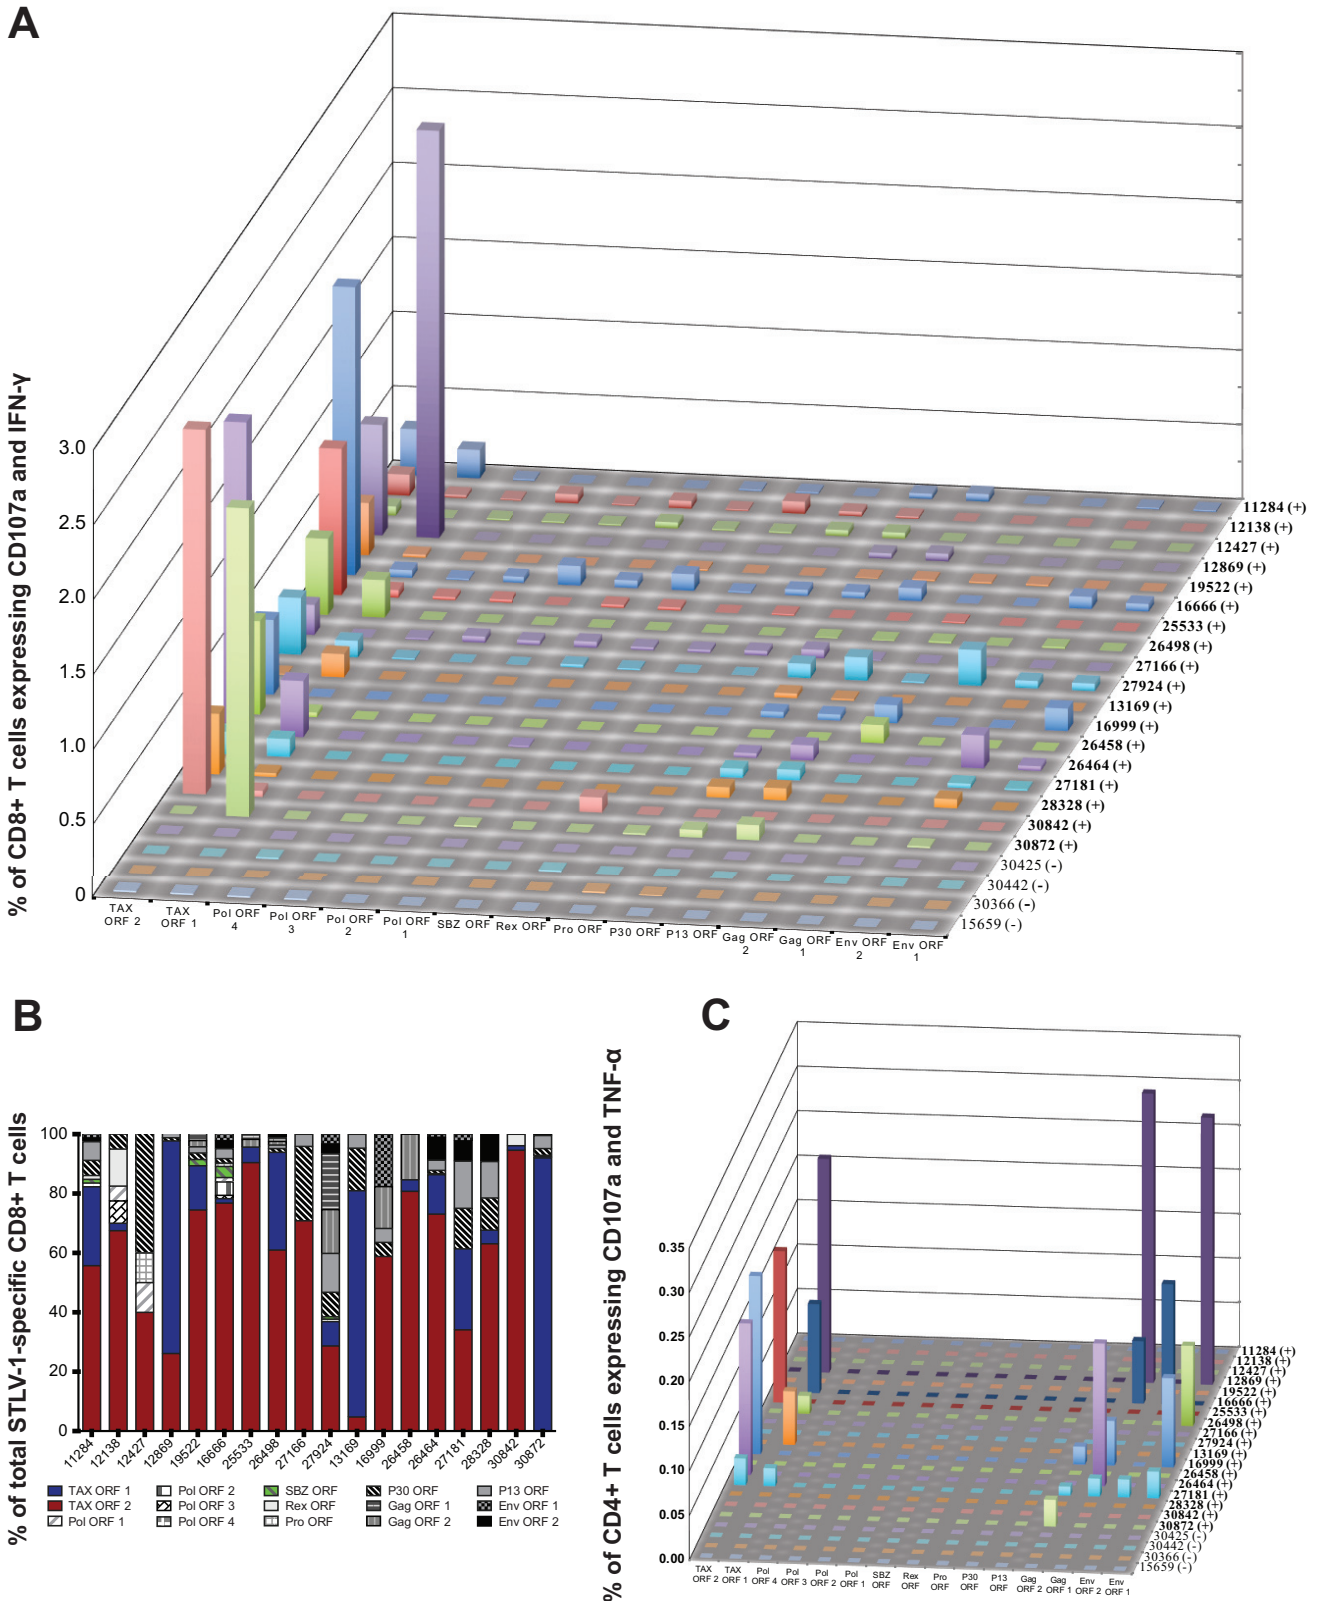 A
% of CD8+ T cells expressing CD107a and IFN-γ
3.0
2.5
2.0
1.5
1.0
0.5
0
TAX ORF 2
TAX ORF 1
Pol ORF 4
Pol ORF 3
Pol ORF 2
Pol ORF 1
SBZ ORF
Rex ORF
Pro ORF
P30 ORF
P13 ORF
Gag ORF 2
Gag ORF 1
Env ORF 2
Env ORF 1
11284 (+)
12138 (+)
12427 (+)
12869 (+)
19522 (+)
16666 (+)
25533 (+)
26498 (+)
27166 (+)
27924 (+)
13169 (+)
16999 (+)
26458 (+)
26464 (+)
27181 (+)
28328 (+)
30842 (+)
30872 (+)
30425 (-)
30442 (-)
30366 (-)
15659 (-)
B
% of total STLV-1-specific CD8+ T cells
100
80
60
40
20
0
11284
12138
12427
12869
19522
16666
25533
26498
27166
27924
13169
16999
26458
26464
27181
28328
30842
30872
TAX ORF 1
Pol ORF 2
SBZ ORF
P30 ORF
P13 ORF
TAX ORF 2
Pol ORF 3
Rex ORF
Gag ORF 1
Env ORF 1
Pol ORF 1
Pol ORF 4
Pro ORF
Gag ORF 2
Env ORF 2
C
% of CD4+ T cells expressing CD107a and TNF-α
0.35
0.30
0.25
0.20
0.15
0.10
0.05
0.00
TAX ORF 2
TAX ORF 1
Pol ORF 4
Pol ORF 3
Pol ORF 2
Pol ORF 1
SBZ ORF
Rex ORF
Pro ORF
P30 ORF
P13 ORF
Gag ORF 2
Gag ORF 1
Env ORF 2
Env ORF 1
11284 (+)
12138 (+)
12427 (+)
12869 (+)
19522 (+)
16666 (+)
25533 (+)
26498 (+)
27166 (+)
27924 (+)
13169 (+)
16999 (+)
26458 (+)
26464 (+)
27181 (+)
28328 (+)
30842 (+)
30872 (+)
30425 (-)
30442 (-)
30366 (-)
15659 (-)